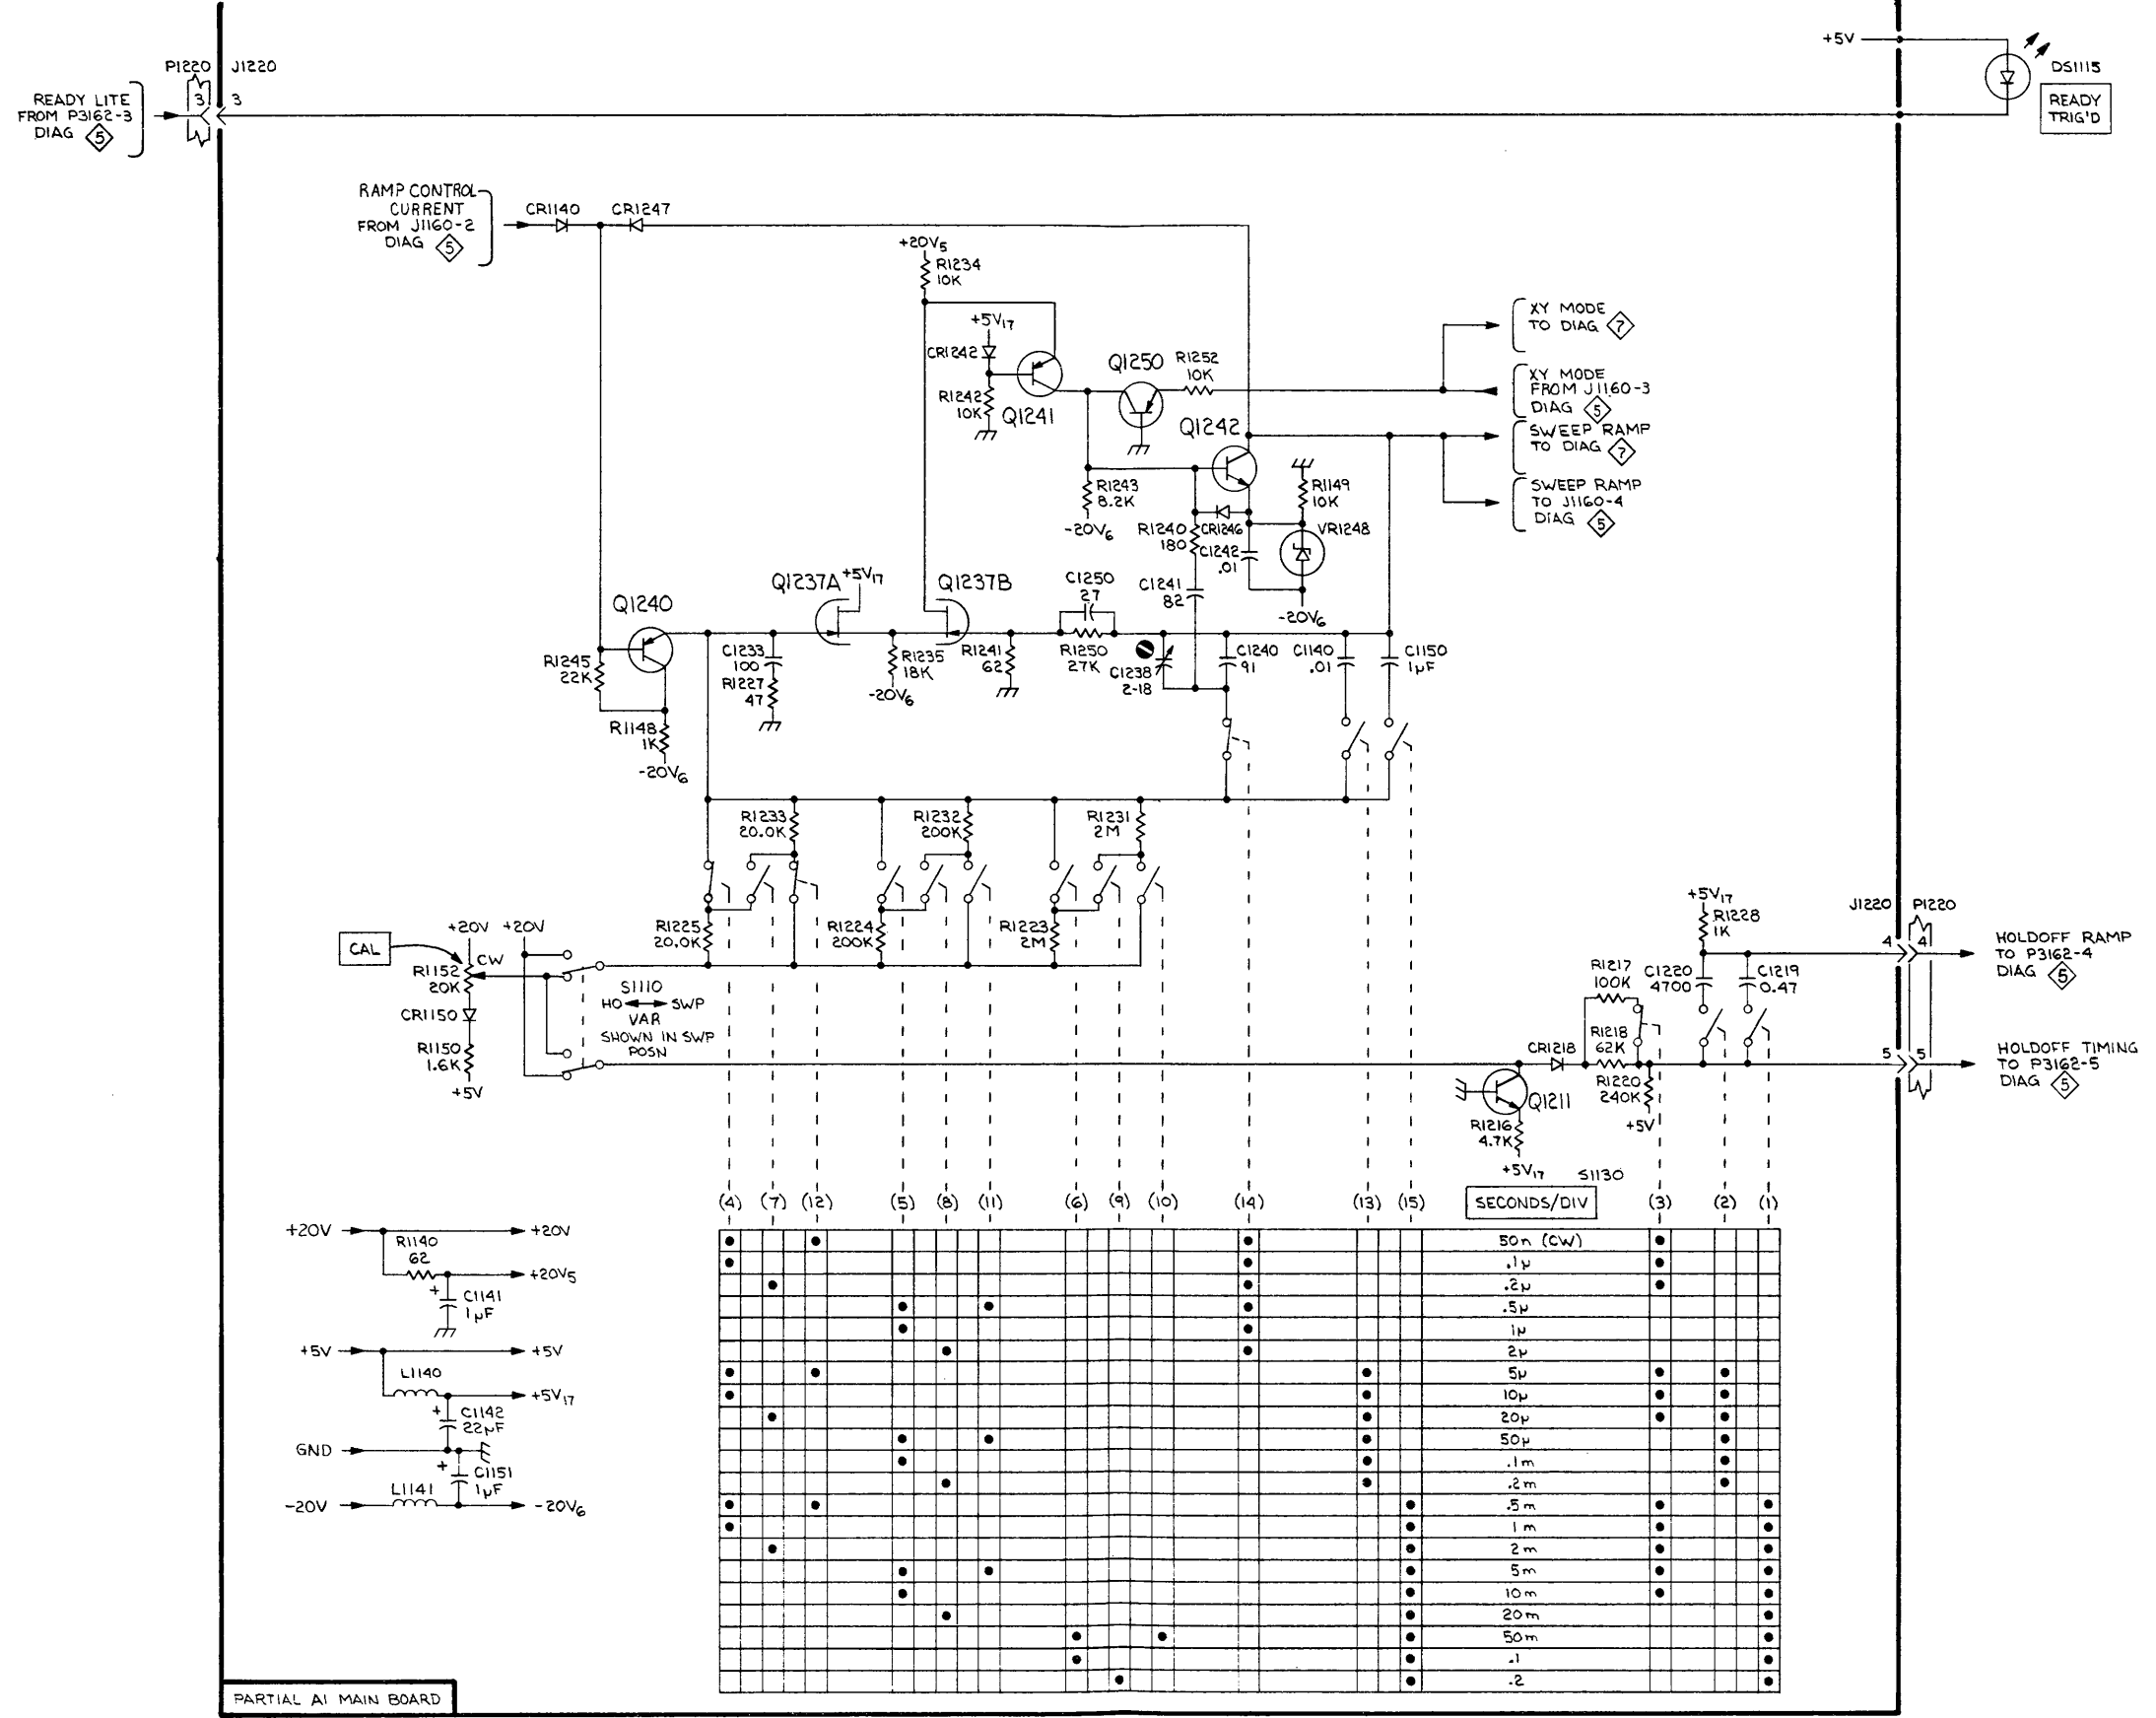 +5V
DS1115
READY
TRIG'D
P1220
J1220
3
3
READY LITE
FROM P3162-3
DIAG 5
RAMP CONTROL
CURRENT
FROM J1160-2
DIAG 5
CR1140
CR1247
+20V5
R1234
10K
+5V17
CR1242
R1242
10K
Q1241
Q1250
R1252
10K
XY MODE
TO DIAG 7
XY MODE
FROM J1160-3
DIAG 5
SWEEP RAMP
TO DIAG 7
SWEEP RAMP
TO J1160-4
DIAG 5
Q1242
R1243
8.2K
-20V6
R1149
10K
R1240
180
CR1246
VR1248
C1242
.01
C1241
82
-20V6
Q1240
Q1237A
+5V17
Q1237B
C1250
27
R1245
22K
C1233
100
R1227
47
R1235
18K
-20V6
R1241
62
R1250
27K
C1238
2-18
C1240
91
C1140
.01
C1150
1µF
R1148
1K
-20V6
R1233
20.0K
R1232
200K
R1231
2M
R1225
20.0K
R1224
200K
R1223
2M
CAL
+20V
+20V
CW
R1152
20K
CR1150
R1150
1.6K
+5V
S1110
HO SWP
VAR
SHOWN IN SWP
POSN
+5V17
R1228
1K
J1220
P1220
4
4
HOLDOFF RAMP
TO P3162-4
DIAG 5
R1217
100K
C1220
4700
C1219
0.47
R1218
62K
CR1218
5
5
HOLDOFF TIMING
TO P3162-5
DIAG 5
R1220
240K
+5V
Q1211
R1216
4.7K
+5V17
S1130
(4) (7) (12) (5) (8) (11) (6) (9) (10) (14) (13) (15) SECONDS/DIV (3) (2) (1)
50n (CW)
.1µ
.2µ
.5µ
1µ
2µ
5µ
10µ
20µ
50µ
.1m
.2m
.5m
1m
2m
5m
10m
20m
50m
.1
.2
+20V
+20V
R1140
62
+20V5
+
C1141
1µF
+5V
+5V
L1140
+5V17
+
C1142
22µF
GND
+
C1151
1µF
L1141
-20V
-20V6
PARTIAL A1 MAIN BOARD